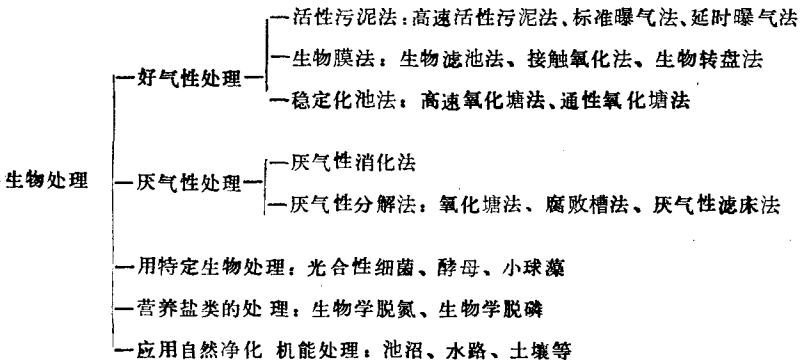 活性污泥法：高速活性污泥法、标准曝气法、延时曝气法
好气性处理
生物膜法：生物滤池法、接触氧化法、生物转盘法
稳定化池法：高速氧化塘法、通性氧化塘法
生物处理
厌气性处理
厌气性消化法
厌气性分解法：氧化塘法、腐败槽法、厌气性滤床法
用特定生物处理：光合性细菌、酵母、小球藻
营养盐类的处 理：生物学脱氮、生物学脱磷
应用自然净化 机能处理：池沼、水路、土壤等